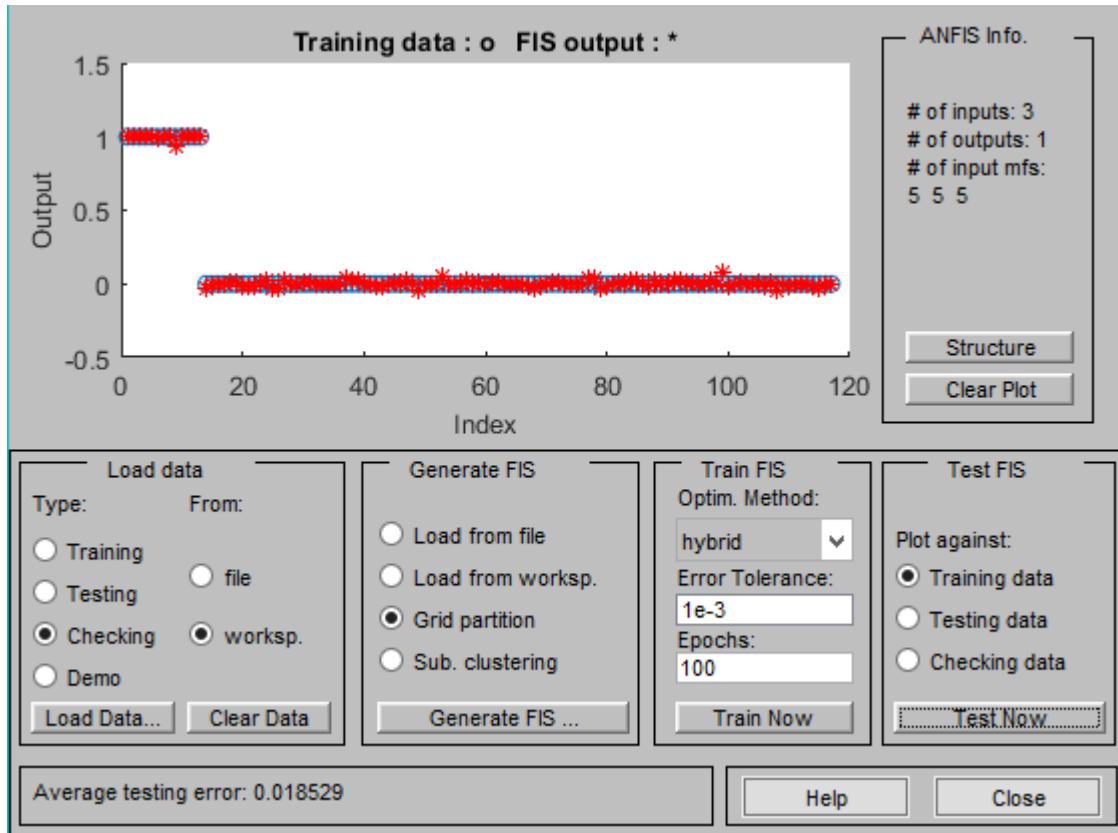 Training data : o   FIS output : *
1.5
1
0.5
0
-0.5
Output
0 20 40 60 80 100 120
Index
ANFIS Info.
# of inputs: 3
# of outputs: 1
# of input mfs:
5 5 5
Structure
Clear Plot
Load data
Type: From:
Training
Testing
Checking
Demo
file
worksp.
Load Data... Clear Data
Generate FIS
Load from file
Load from worksp.
Grid partition
Sub. clustering
Generate FIS ...
Train FIS
Optim. Method:
hybrid
Error Tolerance:
1e-3
Epochs:
100
Train Now
Test FIS
Plot against:
Training data
Testing data
Checking data
Test Now
Average testing error: 0.018529
Help Close